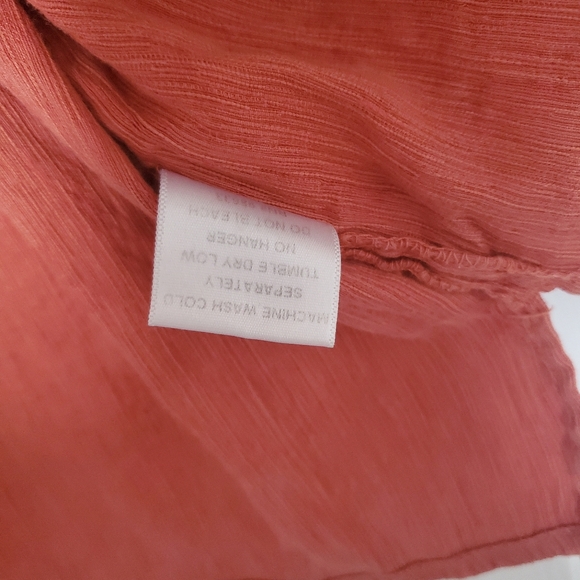 MACHINE WASH COLD
SEPARATELY
TUMBLE DRY LOW
NO HANGER
DO NOT BLEACH